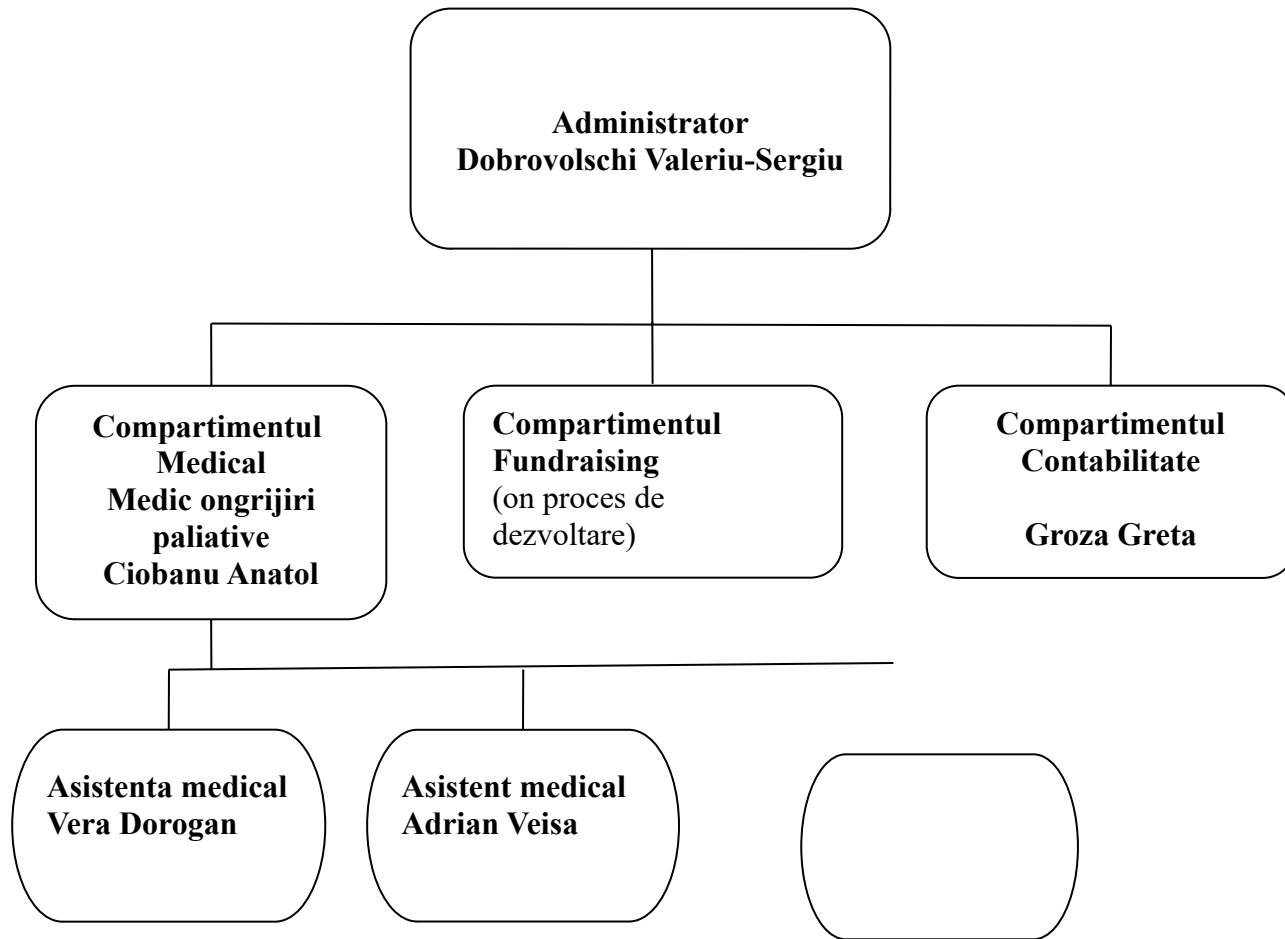 Administrator
Dobrovolschi Valeriu-Sergiu
Compartimentul
Medical
Medic ongrijiri
paliative
Ciobanu Anatol
Compartimentul
Fundraising
(on proces de
dezvoltare)
Compartimentul
Contabilitate
Groza Greta
Asistenta medical
Vera Dorogan
Asistent medical
Adrian Veisa